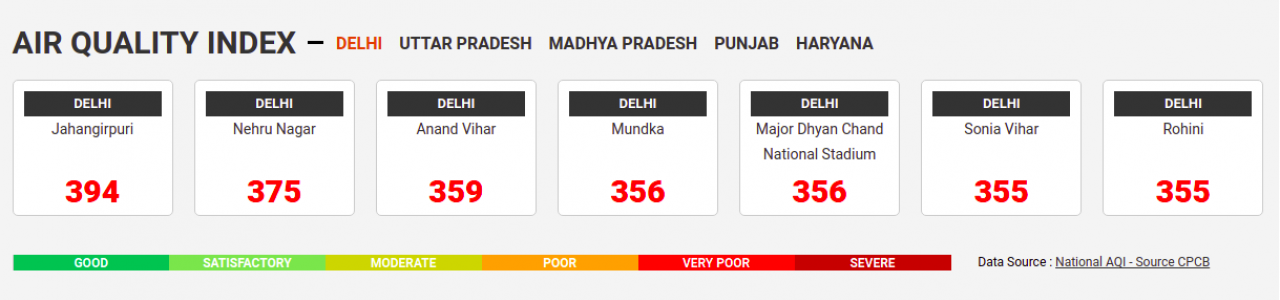 AIR QUALITY INDEX – DELHI UTTAR PRADESH MADHYA PRADESH PUNJAB HARYANA
DELHI
Jahangirpuri
394
DELHI
Nehru Nagar
375
DELHI
Anand Vihar
359
DELHI
Mundka
356
DELHI
Major Dhyan Chand
National Stadium
356
DELHI
Sonia Vihar
355
DELHI
Rohini
355
GOOD SATISFACTORY MODERATE POOR VERY POOR SEVERE
Data Source : National AQI - Source CPCB